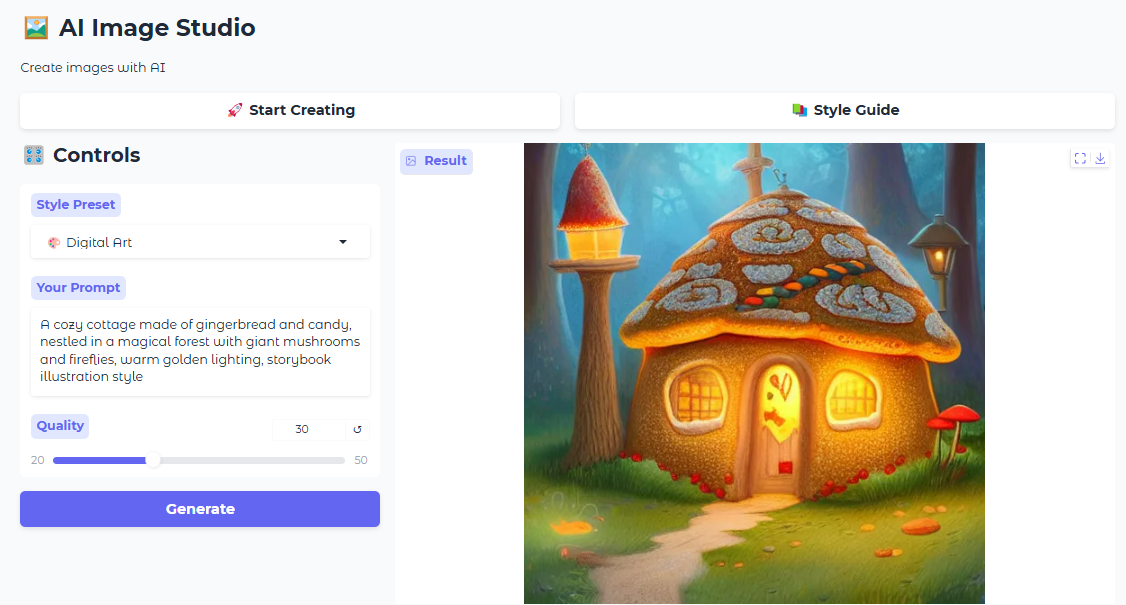 AI Image Studio
Create images with AI
Start Creating
Style Guide
Controls
Style Preset
Digital Art
Your Prompt
A cozy cottage made of gingerbread and candy,
nestled in a magical forest with giant mushrooms
and fireflies, warm golden lighting, storybook
illustration style
Quality
30
20
50
Generate
Result